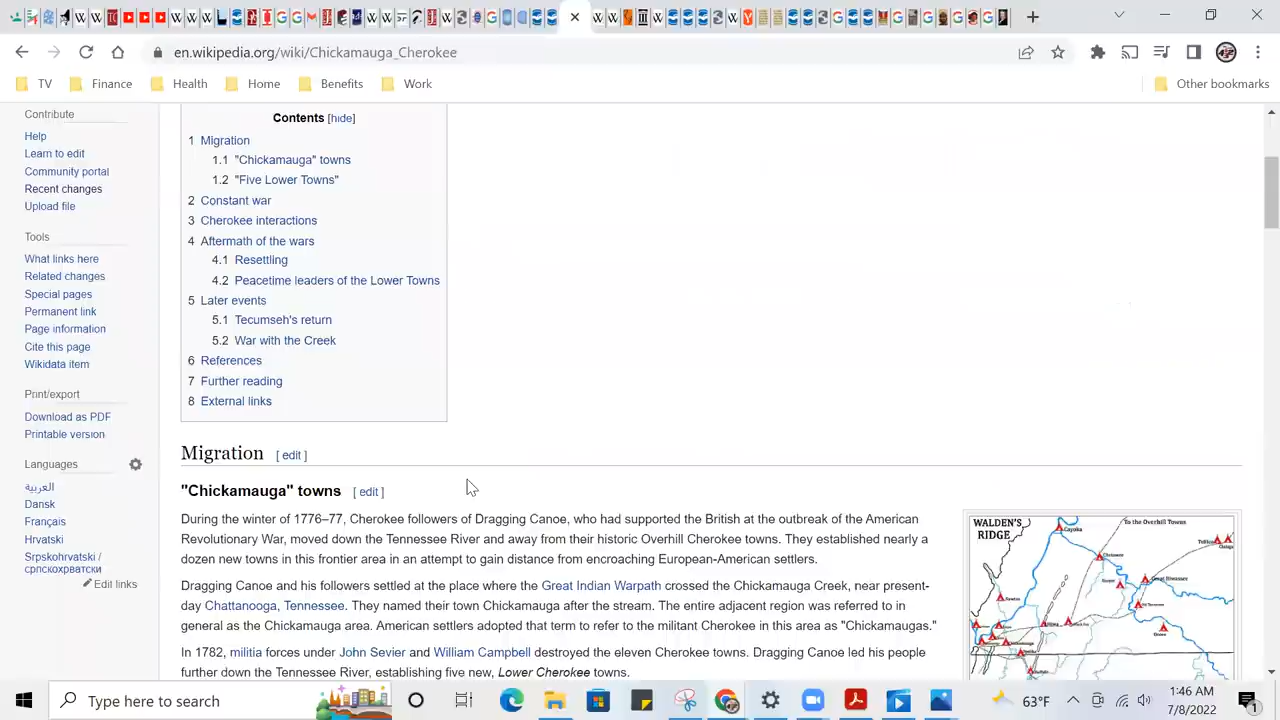 en.wikipedia.org/wiki/Chickamauga_Cherokee
TV
Finance
Health
Home
Benefits
Work
Other bookmarks
Contribute
Help
Learn to edit
Community portal
Recent changes
Upload file
Tools
What links here
Related changes
Special pages
Permanent link
Page information
Cite this page
Wikidata item
Print/export
Download as PDF
Printable version
Languages
العربية
Dansk
Français
Hrvatski
Srpskohrvatski /
српскохрватски
Edit links
Contents [hide]
1 Migration
1.1 "Chickamauga" towns
1.2 "Five Lower Towns"
2 Constant war
3 Cherokee interactions
4 Aftermath of the wars
4.1 Resettling
4.2 Peacetime leaders of the Lower Towns
5 Later events
5.1 Tecumseh's return
5.2 War with the Creek
6 References
7 Further reading
8 External links
Migration [ edit ]
"Chickamauga" towns [ edit ]
During the winter of 1776–77, Cherokee followers of Dragging Canoe, who had supported the British at the outbreak of the American
Revolutionary War, moved down the Tennessee River and away from their historic Overhill Cherokee towns. They established nearly a
dozen new towns in this frontier area in an attempt to gain distance from encroaching European-American settlers.
Dragging Canoe and his followers settled at the place where the Great Indian Warpath crossed the Chickamauga Creek, near present-
day Chattanooga, Tennessee. They named their town Chickamauga after the stream. The entire adjacent region was referred to in
general as the Chickamauga area. American settlers adopted that term to refer to the militant Cherokee in this area as "Chickamaugas."
In 1782, militia forces under John Sevier and William Campbell destroyed the eleven Cherokee towns. Dragging Canoe led his people
further down the Tennessee River, establishing five new, Lower Cherokee towns.
WALDEN'S
RIDGE
To the Overhill Towns
Cayoka
Great Hiwassee
Type here to search
63°F
1:46 AM
7/8/2022
1